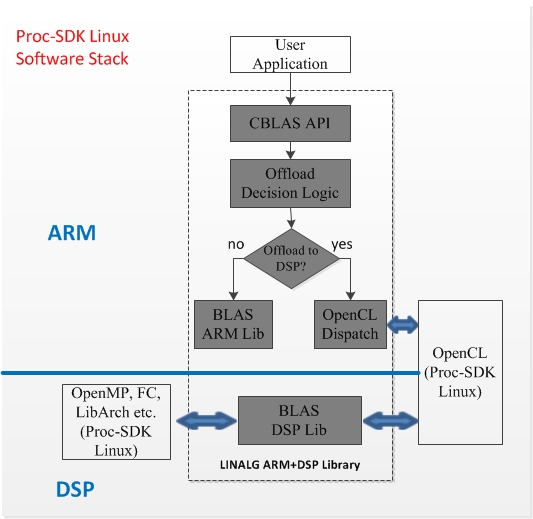 Proc-SDK Linux
Software Stack
User
Application
CBLAS API
Offload
Decision Logic
ARM
no
Offload to
DSP?
yes
BLAS
ARM Lib
OpenCL
Dispatch
OpenCL
(Proc-SDK
Linux)
OpenMP, FC,
LibArch etc.
(Proc-SDK
Linux)
BLAS
DSP Lib
LINALG ARM+DSP Library
DSP